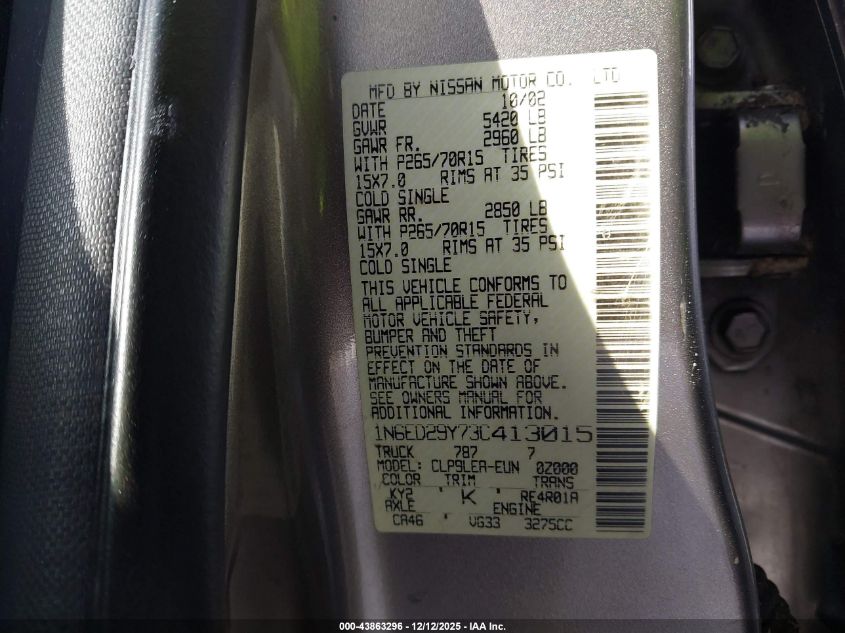 MFD BY NISSAN MOTOR CO. LTD
DATE 10/02
GVWR 5420 LB
GAWR FR. 2960 LB
WITH P265/70R15 TIRES
15X7.0 RIMS AT 35 PSI
COLD SINGLE
GAWR RR. 2850 LB
WITH P265/70R15 TIRES
15X7.0 RIMS AT 35 PSI
COLD SINGLE
THIS VEHICLE CONFORMS TO
ALL APPLICABLE FEDERAL
MOTOR VEHICLE SAFETY,
BUMPER AND THEFT
PREVENTION STANDARDS IN
EFFECT ON THE DATE OF
MANUFACTURE SHOWN ABOVE.
SEE OWNERS MANUAL FOR
ADDITIONAL INFORMATION.
1N6ED29Y73C413015
TRUCK 787 7
MODEL: CLP9LEA-EUN 0Z000
COLOR TRIM TRANS
KY2 ' K ' RE4R01A
AXLE ENGINE
CA46 ' VG33 3275CC
000-43863296 - 12/12/2025 - IAA Inc.